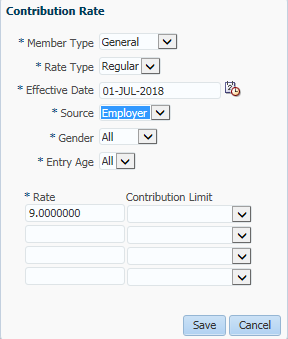 Contribution Rate
* Member Type General
* Rate Type Regular
* Effective Date 01-JUL-2018
* Source Employer
* Gender All
* Entry Age All
* Rate Contribution Limit
9.0000000
Save Cancel